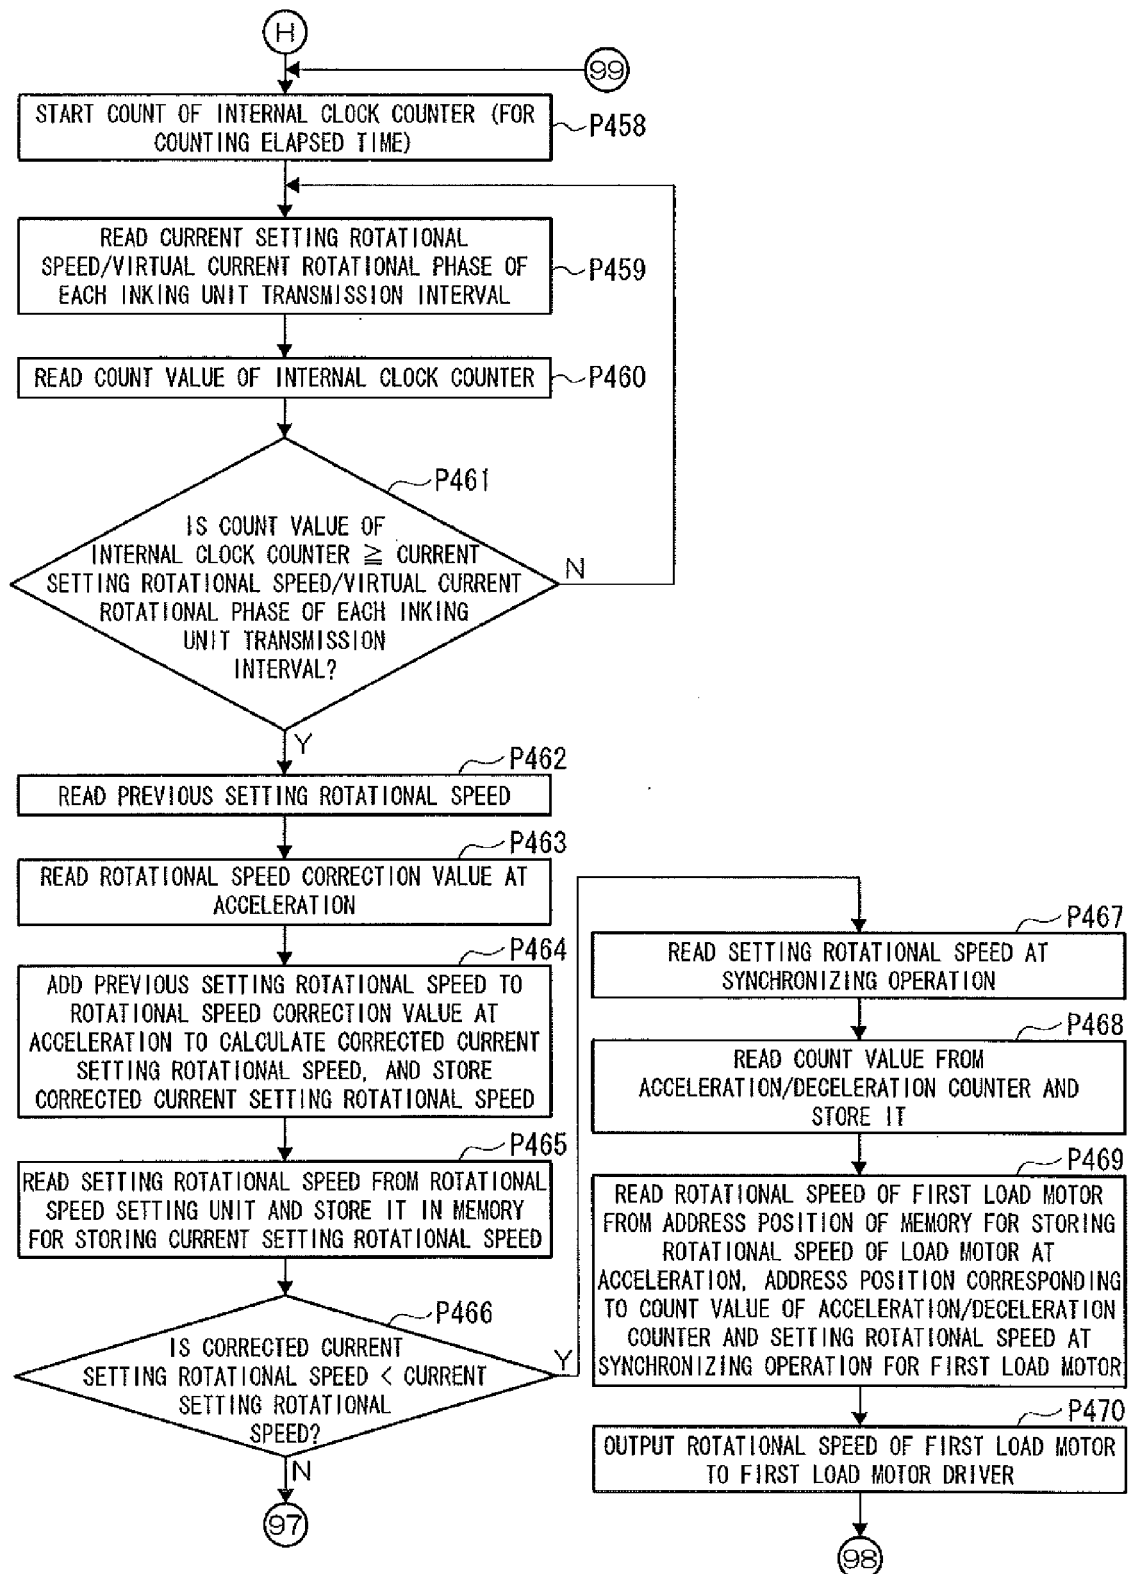 H
99
START COUNT OF INTERNAL CLOCK COUNTER (FOR
COUNTING ELAPSED TIME)
P458
READ CURRENT SETTING ROTATIONAL
SPEED/VIRTUAL CURRENT ROTATIONAL PHASE OF
EACH INKING UNIT TRANSMISSION INTERVAL
P459
READ COUNT VALUE OF INTERNAL CLOCK COUNTER
P460
P461
IS COUNT VALUE OF
INTERNAL CLOCK COUNTER ≧ CURRENT
SETTING ROTATIONAL SPEED/VIRTUAL CURRENT
ROTATIONAL PHASE OF EACH INKING
UNIT TRANSMISSION
INTERVAL?
N
Y
P462
READ PREVIOUS SETTING ROTATIONAL SPEED
P463
READ ROTATIONAL SPEED CORRECTION VALUE AT
ACCELERATION
P464
ADD PREVIOUS SETTING ROTATIONAL SPEED TO
ROTATIONAL SPEED CORRECTION VALUE AT
ACCELERATION TO CALCULATE CORRECTED CURRENT
SETTING ROTATIONAL SPEED, AND STORE
CORRECTED CURRENT SETTING ROTATIONAL SPEED
P465
READ SETTING ROTATIONAL SPEED FROM ROTATIONAL
SPEED SETTING UNIT AND STORE IT IN MEMORY
FOR STORING CURRENT SETTING ROTATIONAL SPEED
P466
IS CORRECTED CURRENT
SETTING ROTATIONAL SPEED < CURRENT
SETTING ROTATIONAL
SPEED?
Y
N
97
P467
READ SETTING ROTATIONAL SPEED AT
SYNCHRONIZING OPERATION
P468
READ COUNT VALUE FROM
ACCELERATION/DECELERATION COUNTER AND
STORE IT
P469
READ ROTATIONAL SPEED OF FIRST LOAD MOTOR
FROM ADDRESS POSITION OF MEMORY FOR STORING
ROTATIONAL SPEED OF LOAD MOTOR AT
ACCELERATION, ADDRESS POSITION CORRESPONDING
TO COUNT VALUE OF ACCELERATION/DECELERATION
COUNTER AND SETTING ROTATIONAL SPEED AT
SYNCHRONIZING OPERATION FOR FIRST LOAD MOTOR
P470
OUTPUT ROTATIONAL SPEED OF FIRST LOAD MOTOR
TO FIRST LOAD MOTOR DRIVER
98